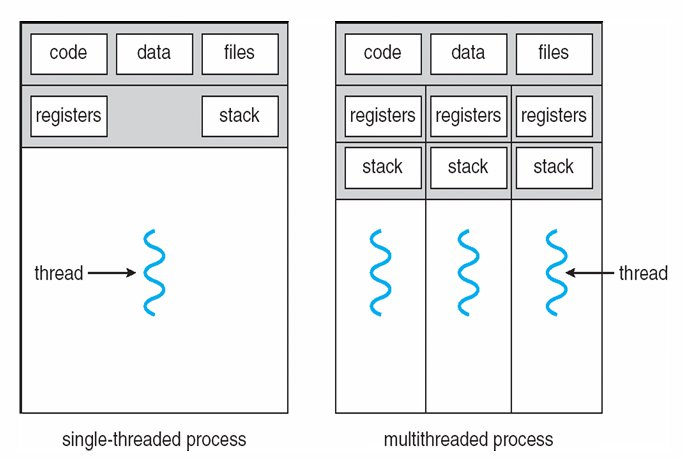 code data files
registers stack
thread
single-threaded process
code data files
registers registers registers
stack stack stack
thread
multithreaded process